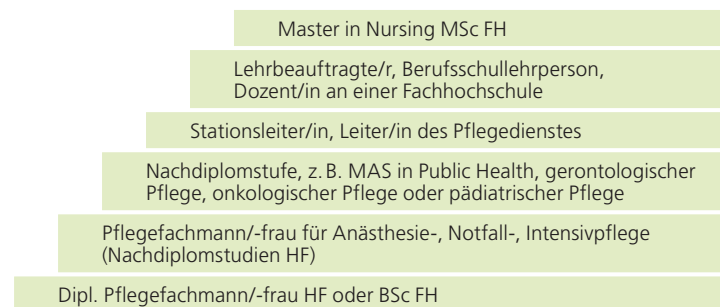 Master in Nursing MSc FH
Lehrbeauftragte/r, Berufsschullehrperson,
Dozent/in an einer Fachhochschule
Stationsleiter/in, Leiter/in des Pflegedienstes
Nachdiplomstufe, z. B. MAS in Public Health, gerontologischer
Pflege, onkologischer Pflege oder pädiatrischer Pflege
Pflegefachmann/-frau für Anästhesie-, Notfall-, Intensivpflege
(Nachdiplomstudien HF)
Dipl. Pflegefachmann/-frau HF oder BSc FH